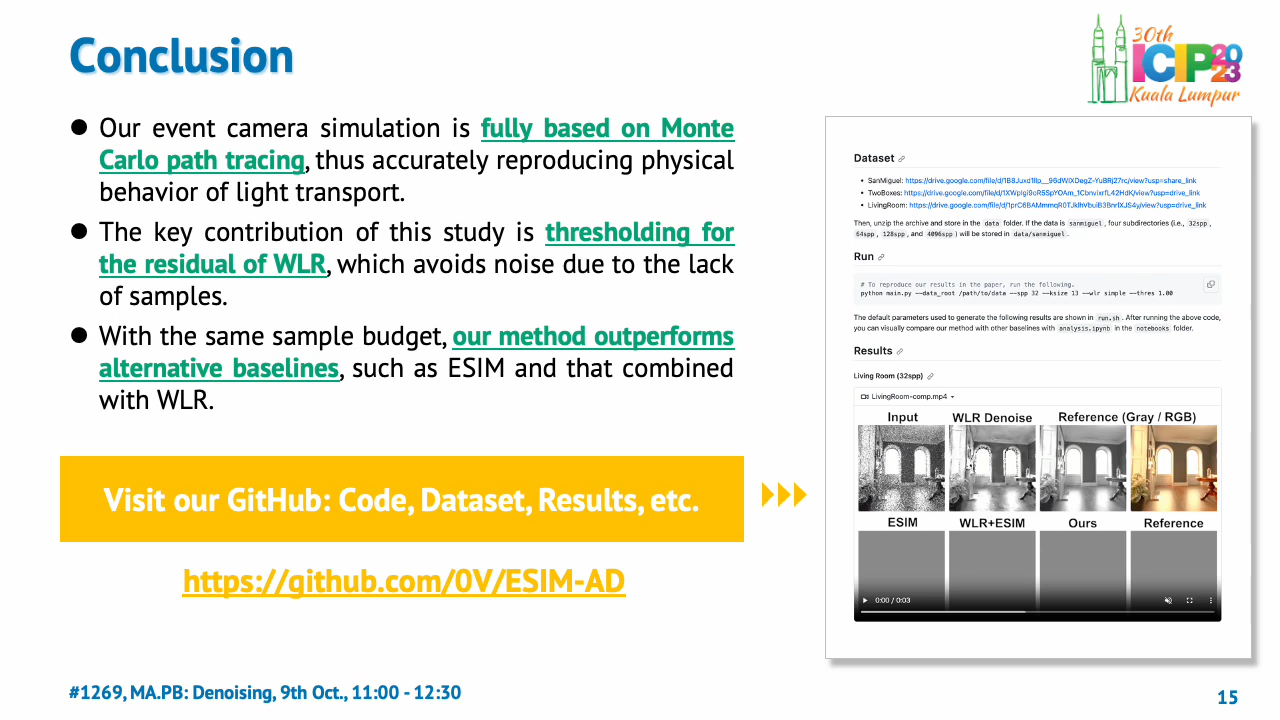 Conclusion
30th
ICIP2023
Kuala Lumpur
● Our event camera simulation is fully based on Monte
Carlo path tracing, thus accurately reproducing physical
behavior of light transport.
● The key contribution of this study is thresholding for
the residual of WLR, which avoids noise due to the lack
of samples.
● With the same sample budget, our method outperforms
alternative baselines, such as ESIM and that combined
with WLR.
Visit our GitHub: Code, Dataset, Results, etc.
https://github.com/0V/ESIM-AD
Dataset
• SanMiguel:
• TwoBoxes:
• LivingRoom:
Then, unzip the archive and store in the data folder. If the data is sanmiguel, four subdirectories (i.e., 32spp,
64spp, 128spp, and 4096spp) will be stored in data/sanmiguel.
Run
# To reproduce our results in the paper, run the following.
python main.py --data_root /path/to/data --spp 32 --ksize 13 --wlr simple --thres 1.00
The default parameters used to generate the following results are shown in run.sh. After running the above code,
you can visually compare our method with other baselines with analysis.ipynb in the notebooks folder.
Results
Living Room (32spp)
LivingRoom-comp.mp4
Input WLR Denoise Reference (Gray / RGB)
ESIM WLR+ESIM Ours Reference
0:00 / 0:03
#1269, MA.PB: Denoising, 9th Oct., 11:00 - 12:30
15